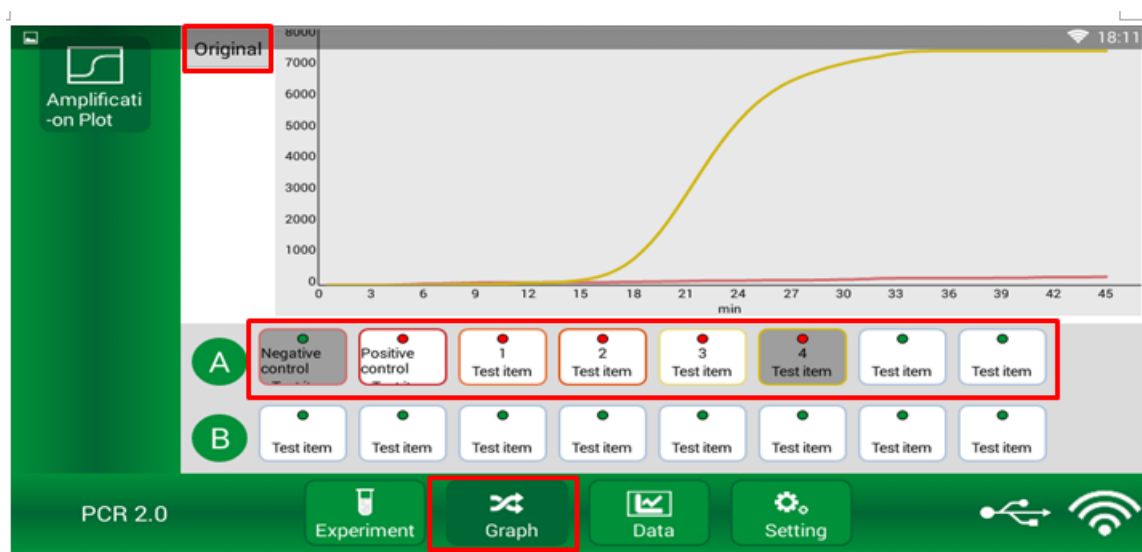 18:11
Original
Amplificati
-on Plot
8000
7000
6000
5000
4000
3000
2000
1000
0
0 3 6 9 12 15 18 21 24 27 30 33 36 39 42 45
min
A
Negative
control
Positive
control
1
Test item
2
Test item
3
Test item
4
Test item
Test item
Test item
B
Test item
Test item
Test item
Test item
Test item
Test item
Test item
Test item
PCR 2.0
Experiment
Graph
Data
Setting